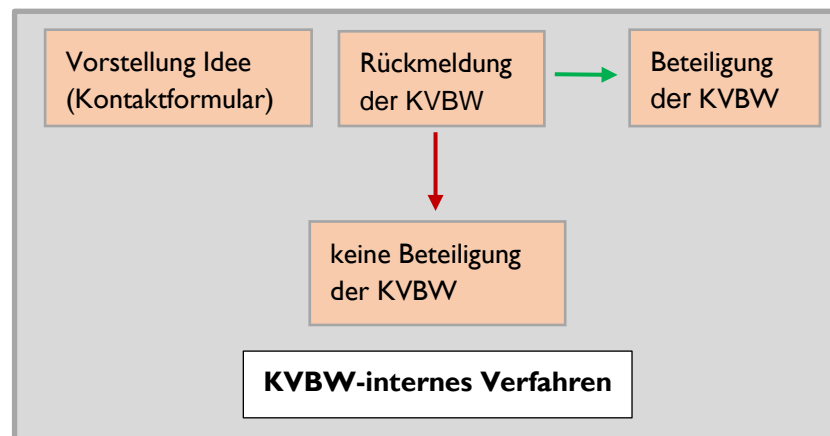 Vorstellung Idee
(Kontaktformular)
Rückmeldung
der KVBW
Beteiligung
der KVBW
keine Beteiligung
der KVBW
KVBW-internes Verfahren